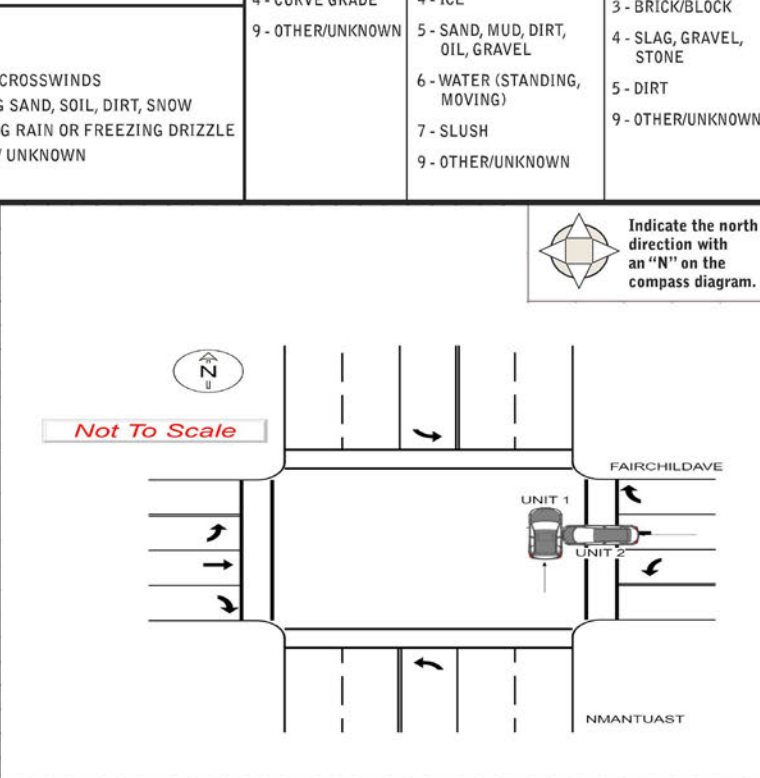 4 - CURVE GRADE
9 - OTHER/UNKNOWN
4 - ICE
5 - SAND, MUD, DIRT,
OIL, GRAVEL
6 - WATER (STANDING,
MOVING)
7 - SLUSH
9 - OTHER/UNKNOWN
3 - BRICK/BLOCK
4 - SLAG, GRAVEL,
STONE
5 - DIRT
9 - OTHER/UNKNOWN
CROSSWINDS
SAND, SOIL, DIRT, SNOW
G RAIN OR FREEZING DRIZZLE
/ UNKNOWN
Indicate the north
direction with
an “N” on the
compass diagram.
N
Not To Scale
FAIRCHILDAVE
UNIT 1
UNIT 2
NMANTUAST